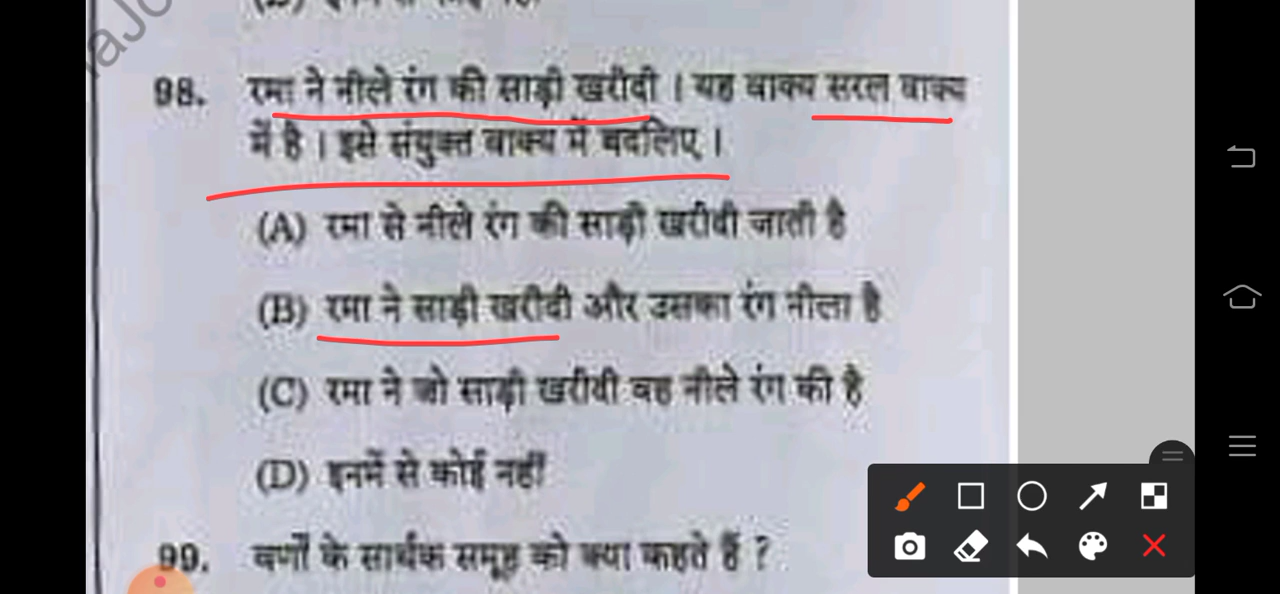 98. रमा ने नीले रंग की साड़ी खरीदी । यह वाक्य सरल वाक्य
में है । इसे संयुक्त वाक्य में बदलिए ।
(A) रमा से नीले रंग की साड़ी खरीदी जाती है
(B) रमा ने साड़ी खरीदी और उसका रंग नीला है
(C) रमा ने जो साड़ी खरीदी वह नीले रंग की है
(D) इनमें से कोई नहीं
99. वर्णों के सार्थक समूह को क्या कहते हैं ?